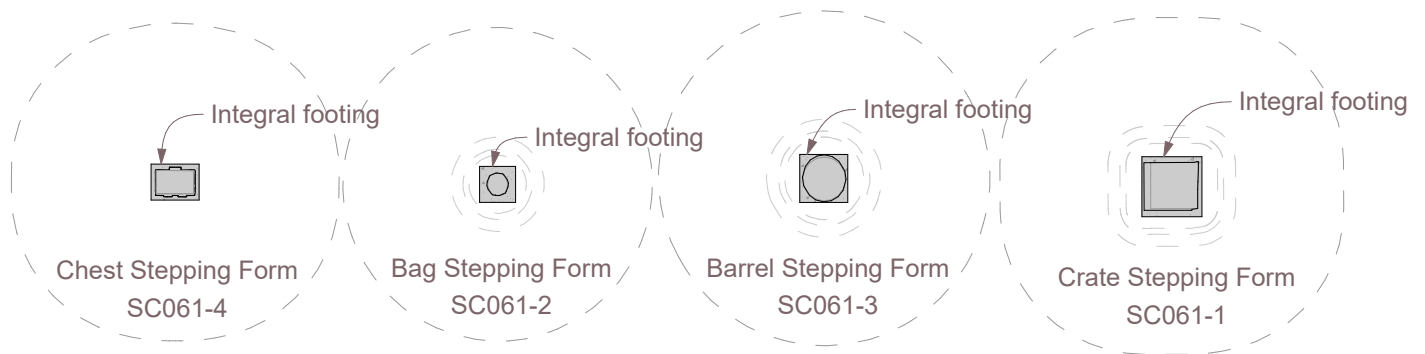 Integral footing
Chest Stepping Form
SC061-4
Integral footing
Bag Stepping Form
SC061-2
Integral footing
Barrel Stepping Form
SC061-3
Integral footing
Crate Stepping Form
SC061-1